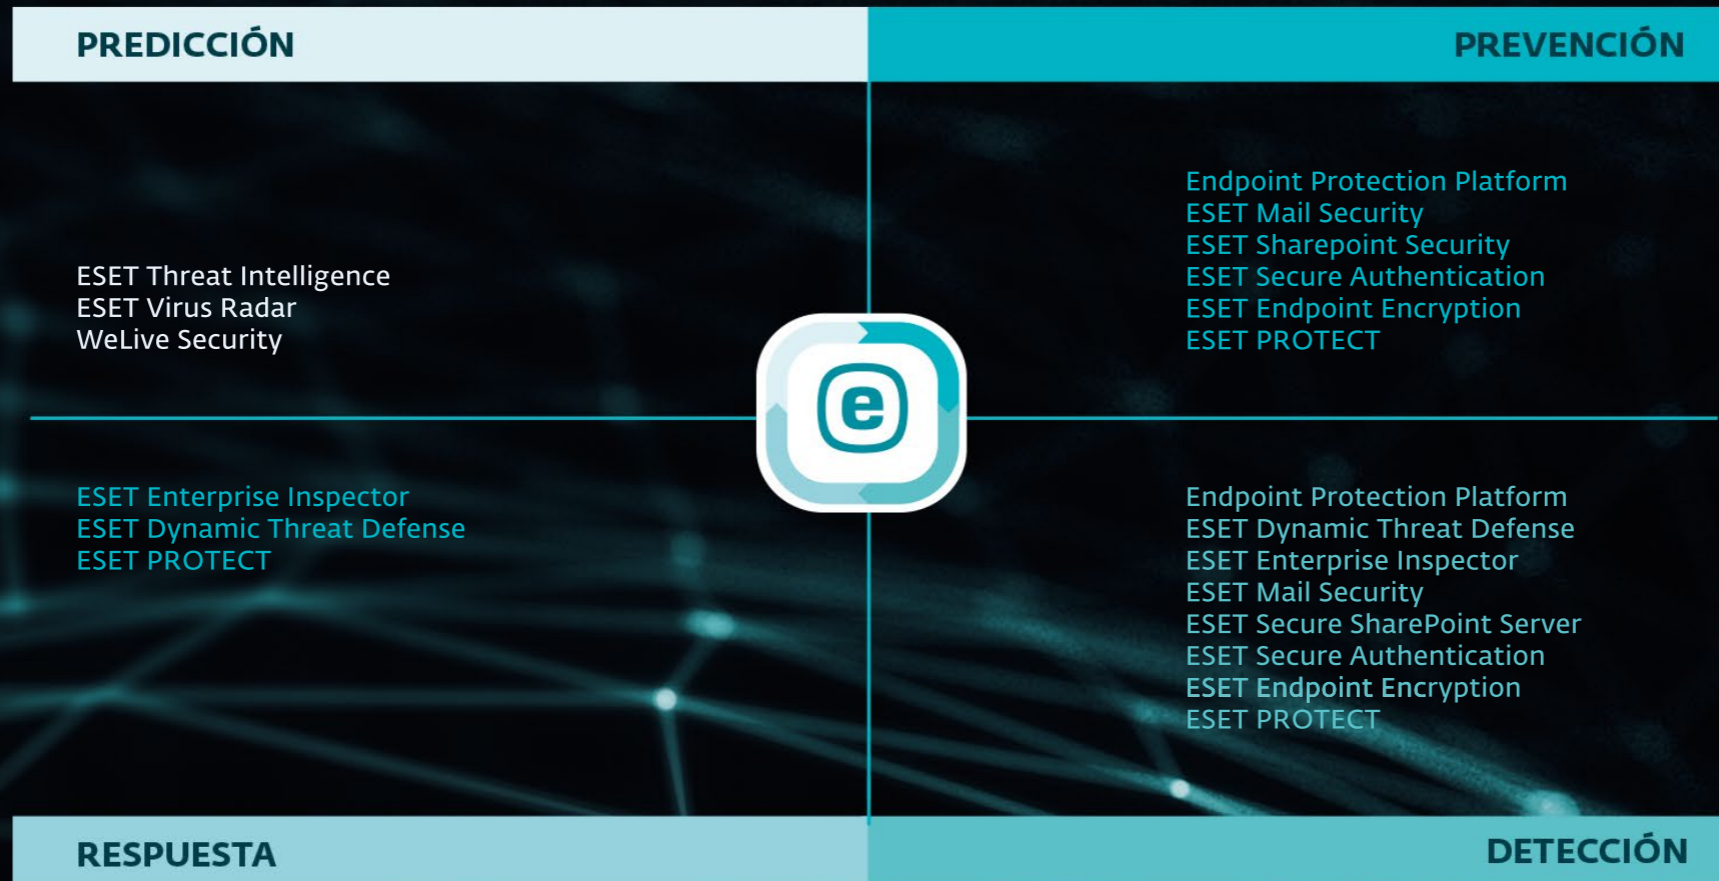 PREDICCIÓN
PREVENCIÓN
ESET Threat Intelligence
ESET Virus Radar
WeLive Security
Endpoint Protection Platform
ESET Mail Security
ESET Sharepoint Security
ESET Secure Authentication
ESET Endpoint Encryption
ESET PROTECT
e
ESET Enterprise Inspector
ESET Dynamic Threat Defense
ESET PROTECT
Endpoint Protection Platform
ESET Dynamic Threat Defense
ESET Enterprise Inspector
ESET Mail Security
ESET Secure SharePoint Server
ESET Secure Authentication
ESET Endpoint Encryption
ESET PROTECT
RESPUESTA
DETECCIÓN